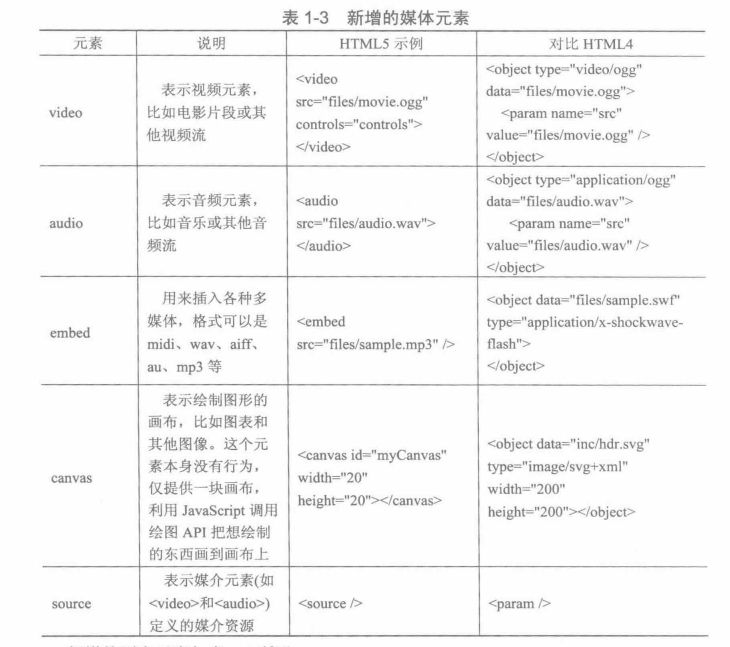 表 1-3 新增的媒体元素
元素 说明 HTML5 示例 对比 HTML4
video
表示视频元素，
比如电影片段或其
他视频流
<video
src="files/movie.ogg"
controls="controls">
</video>
<object type="video/ogg"
data="files/movie.ogg">
<param name="src"
value="files/movie.ogg" />
</object>
audio
表示音频元素，
比如音乐或其他音
频流
<audio
src="files/audio.wav">
</audio>
<object type="application/ogg"
data="files/audio.wav">
<param name="src"
value="files/audio.wav" />
</object>
embed
用来插入各种多
媒体，格式可以是
midi、wav、aiff、
au、mp3 等
<embed
src="files/sample.mp3" />
<object data="files/sample.swf"
type="application/x-shockwave-
flash">
</object>
canvas
表示绘制图形的
画布，比如图表和
其他图像。这个元
素本身没有行为，
仅提供一块画布，
利用 JavaScript 调用
绘图 API 把想绘制
的东西画到画布上
<canvas id="myCanvas"
width="20"
height="20"></canvas>
<object data="inc/hdr.svg"
type="image/svg+xml"
width="200"
height="200"></object>
source
表示媒介元素(如
<video>和<audio>)
定义的媒介资源
<source />
<param />